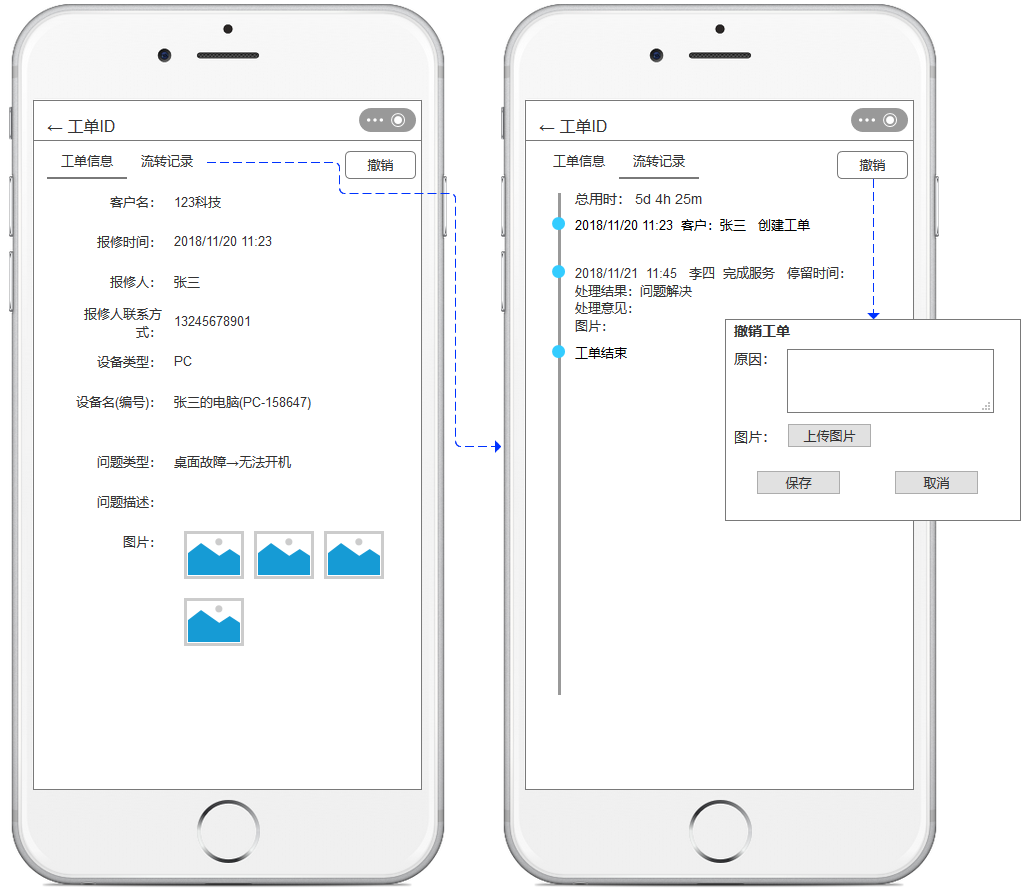 ← 工单ID
工单信息 流转记录 撤销
客户名： 123科技
报修时间： 2018/11/20 11:23
报修人： 张三
报修人联系方
式： 13245678901
设备类型： PC
设备名(编号)： 张三的电脑(PC-158647)
问题类型： 桌面故障→无法开机
问题描述：
图片：
← 工单ID
工单信息 流转记录 撤销
总用时： 5d 4h 25m
2018/11/20 11:23 客户：张三 创建工单
2018/11/21 11:45 李四 完成服务 停留时间：
处理结果：问题解决
处理意见：
图片：
工单结束
撤销工单
原因：
图片： 上传图片
保存 取消